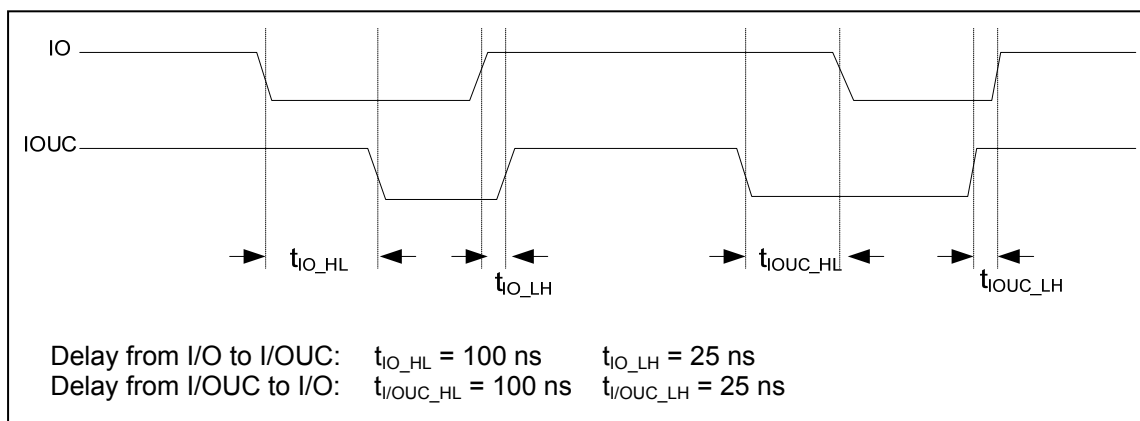 IO
IOUC
tIO_HL
tIO_LH
tIOUC_HL
tIOUC_LH
Delay from I/O to I/OUC: tIO_HL = 100 ns tIO_LH = 25 ns
Delay from I/OUC to I/O: tI/OUC_HL = 100 ns tI/OUC_LH = 25 ns